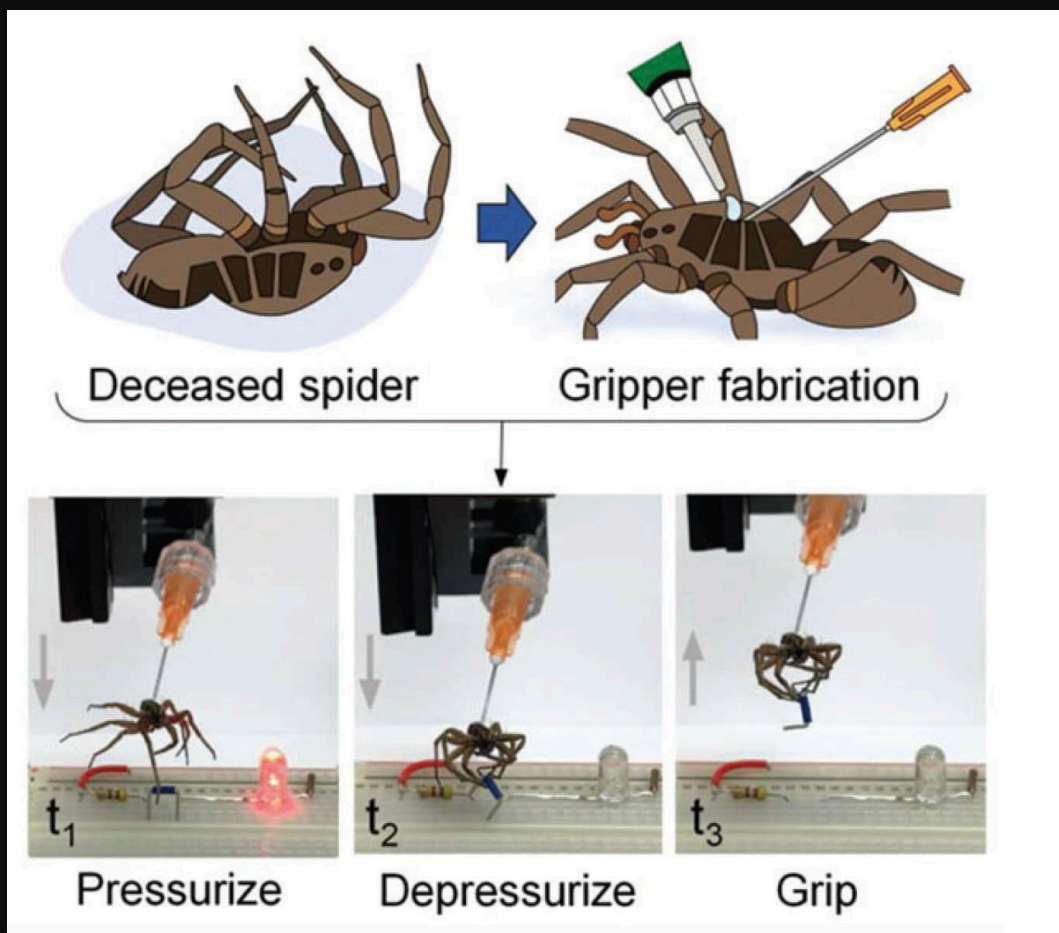 Deceased spider
Gripper fabrication
t₁
t₂
t₃
Pressurize
Depressurize
Grip